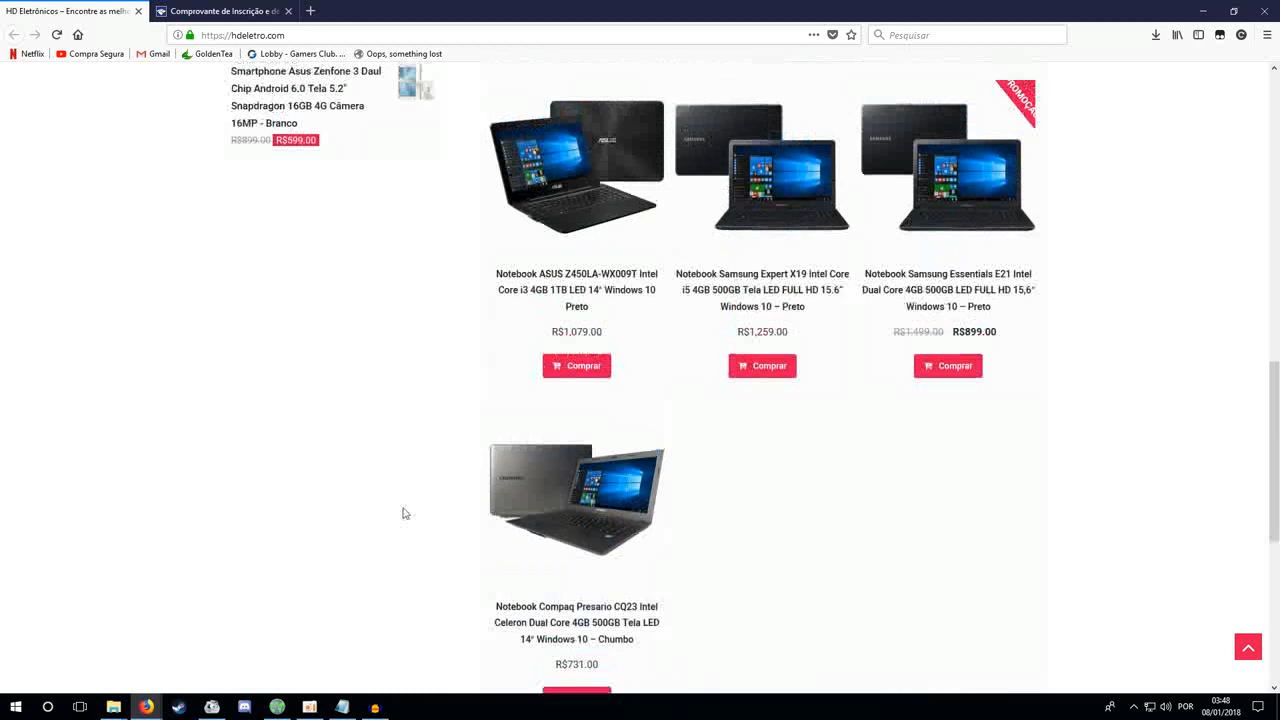 HD Eletrônicos – Encontre as melho
Comprovante de Inscrição e de
https://hdeletro.com
Pesquisar
Netflix
Compra Segura
Gmail
GoldenTea
Lobby - Gamers Club. ...
Oops, something lost
Smartphone Asus Zenfone 3 Daul
Chip Android 6.0 Tela 5.2"
Snapdragon 16GB 4G Câmera
16MP - Branco
R$899.00 R$599.00
PROMOÇÃ
Notebook ASUS Z450LA-WX009T Intel
Core i3 4GB 1TB LED 14″ Windows 10
Preto
R$1,079.00
Comprar
Notebook Samsung Expert X19 Intel Core
i5 4GB 500GB Tela LED FULL HD 15.6″
Windows 10 – Preto
R$1,259.00
Comprar
Notebook Samsung Essentials E21 Intel
Dual Core 4GB 500GB LED FULL HD 15,6″
Windows 10 – Preto
R$1,499.00 R$899.00
Comprar
Notebook Compaq Presario CQ23 Intel
Celeron Dual Core 4GB 500GB Tela LED
14″ Windows 10 – Chumbo
R$731.00
POR
03:48
08/01/2018